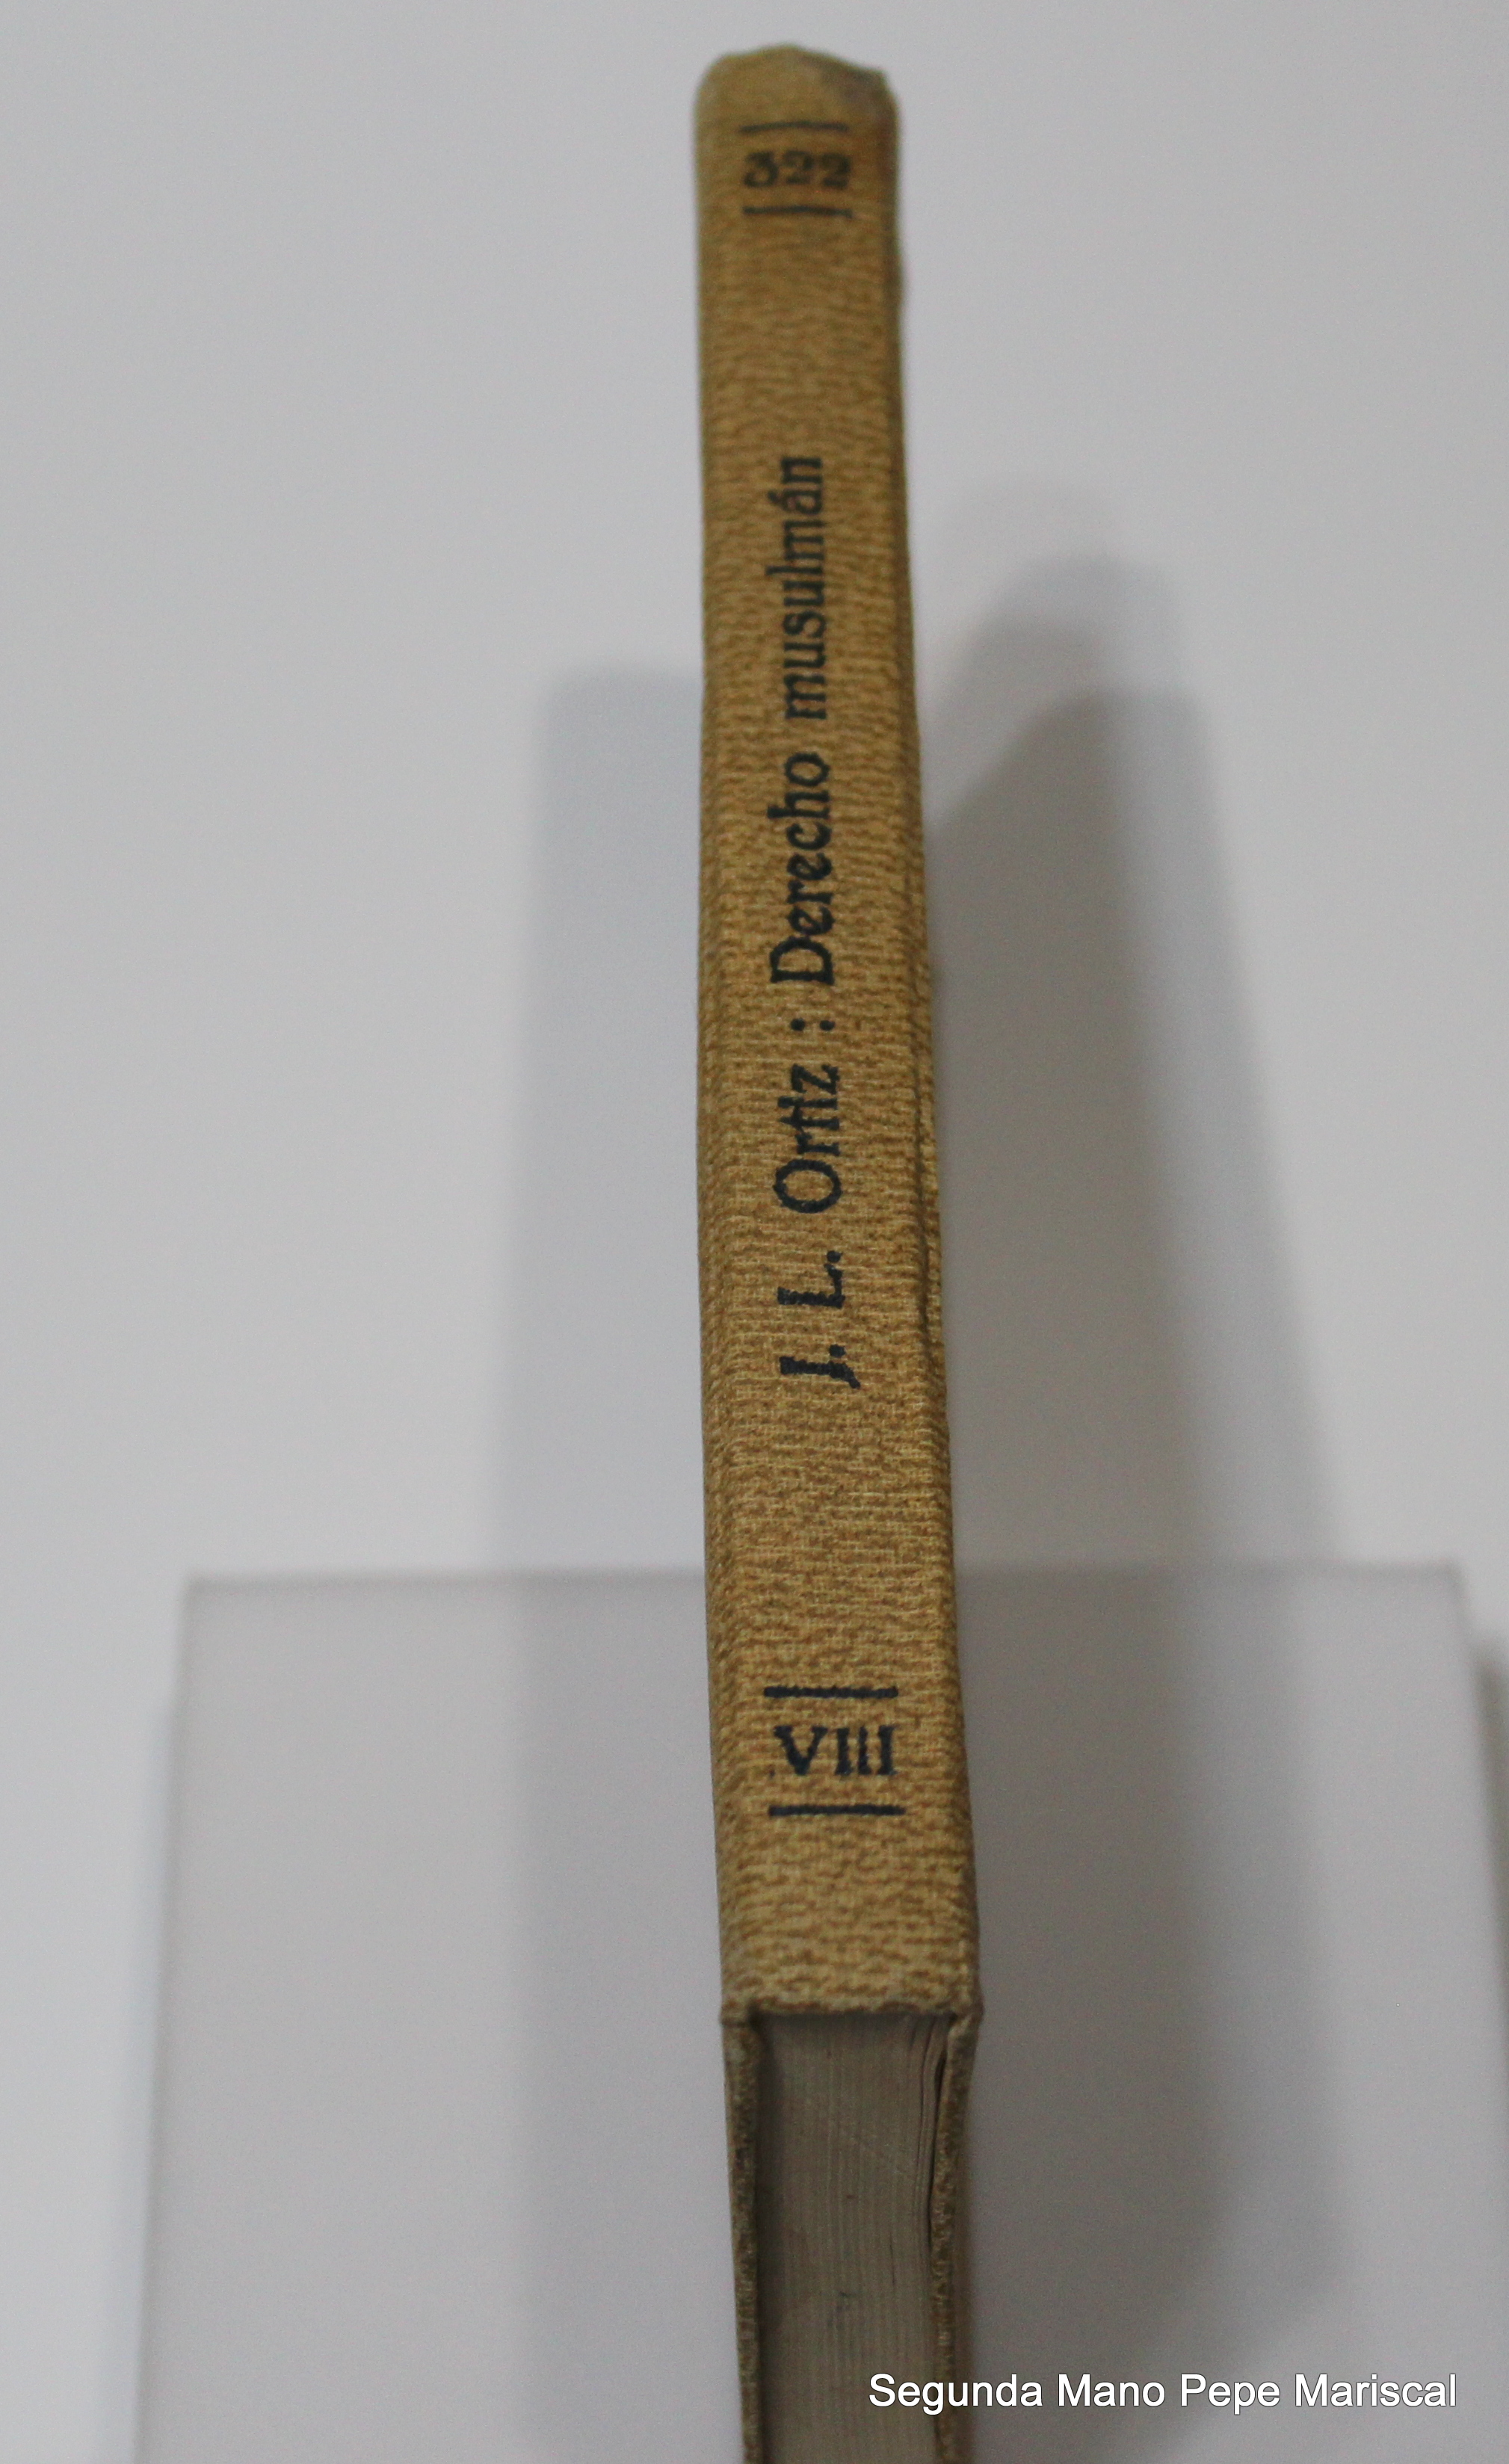 322
J. L. Ortiz : Derecho musulmán
VIII
Segunda Mano Pepe Mariscal